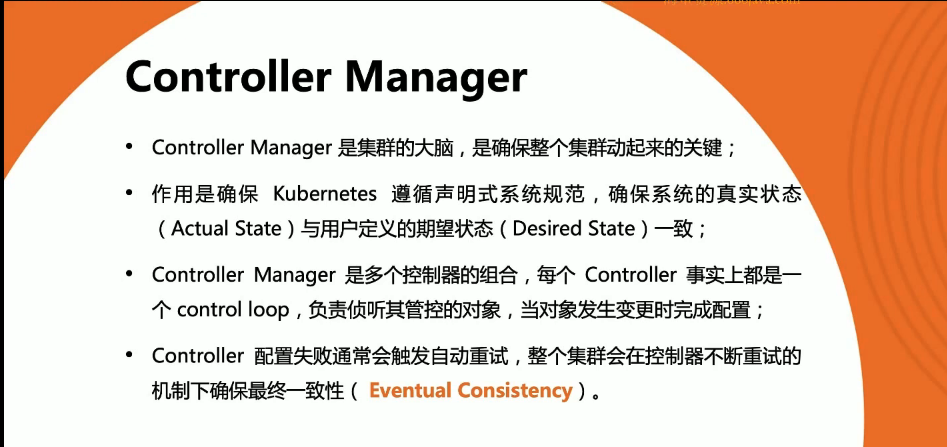 Controller Manager
• Controller Manager 是集群的大脑，是确保整个集群动起来的关键；
• 作用是确保 Kubernetes 遵循声明式系统规范，确保系统的真实状态
（Actual State）与用户定义的期望状态（Desired State）一致；
• Controller Manager 是多个控制器的组合，每个 Controller 事实上都是一
个 control loop，负责侦听其管控的对象，当对象发生变更时完成配置；
• Controller 配置失败通常会触发自动重试，整个集群会在控制器不断重试的
机制下确保最终一致性（ Eventual Consistency）。